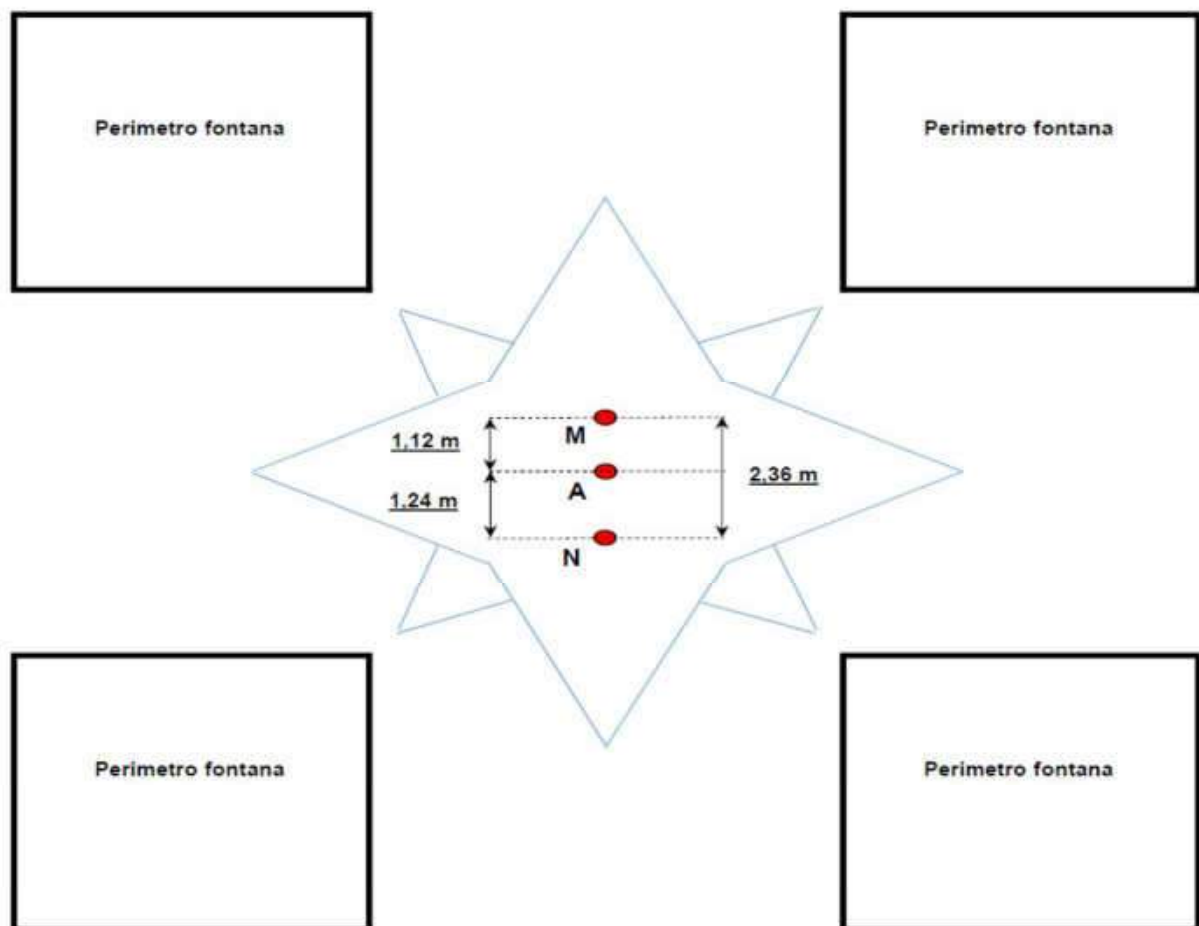 Perimetro fontana
Perimetro fontana
M
1,12 m
A
2,36 m
1,24 m
N
Perimetro fontana
Perimetro fontana